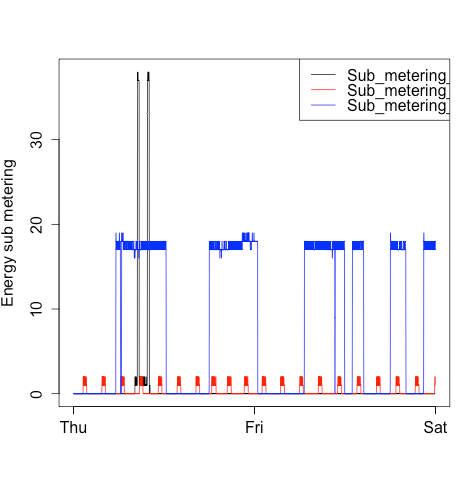 Sub_metering_
Sub_metering_
Sub_metering_
Energy sub metering
0
10
20
30
Thu
Fri
Sat